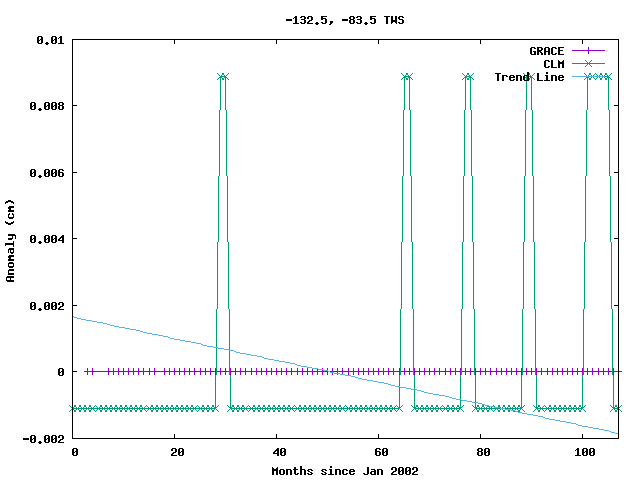 -132.5, -83.5 TWS
0.01
0.008
0.006
0.004
0.002
0
-0.002
Anomaly (cm)
GRACE
CLM
Trend Line
0 20 40 60 80 100
Months since Jan 2002